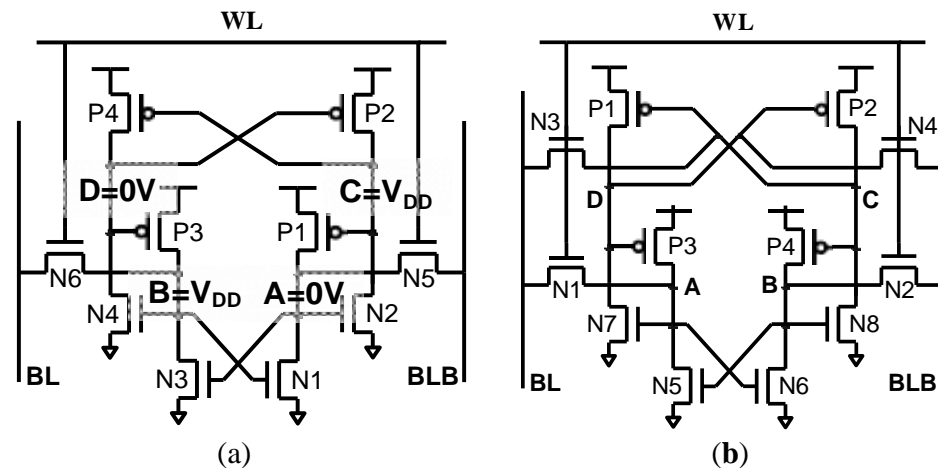 WL WL
P4 P2 P1 P2
N3 N4
D=0V C=VDD D C
P3 P1 P3 P4
N6 N5 N1 A B N2
B=VDD A=0V
N4 N2 N7 N8
BL N3 N1 BLB BL N5 N6 BLB
(a) (b)